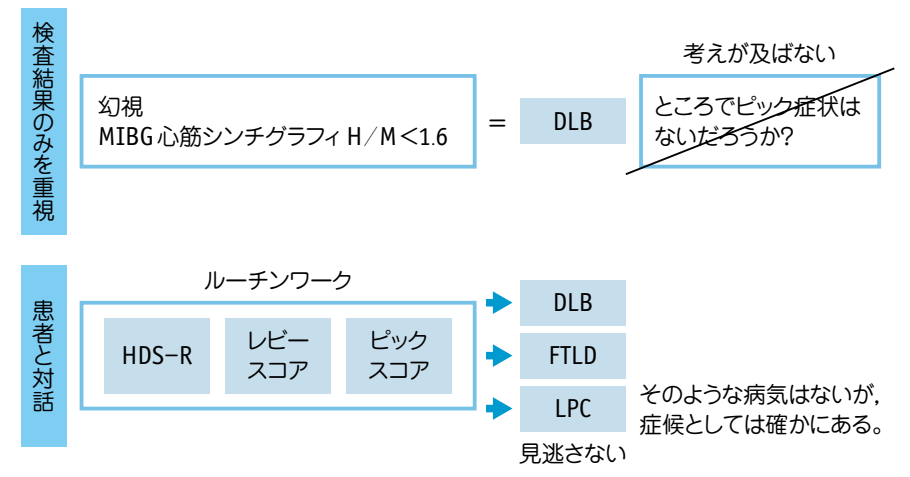 検査結果のみを重視
考えが及ばない
幻視
MIBG心筋シンチグラフィ H/M<1.6
=
DLB
ところでピック症状は
ないだろうか?
患者と対話
ルーチンワーク
HDS-R
レビー
スコア
ピック
スコア
DLB
FTLD
LPC
そのような病気はないが,
症候としては確かにある。
見逃さない